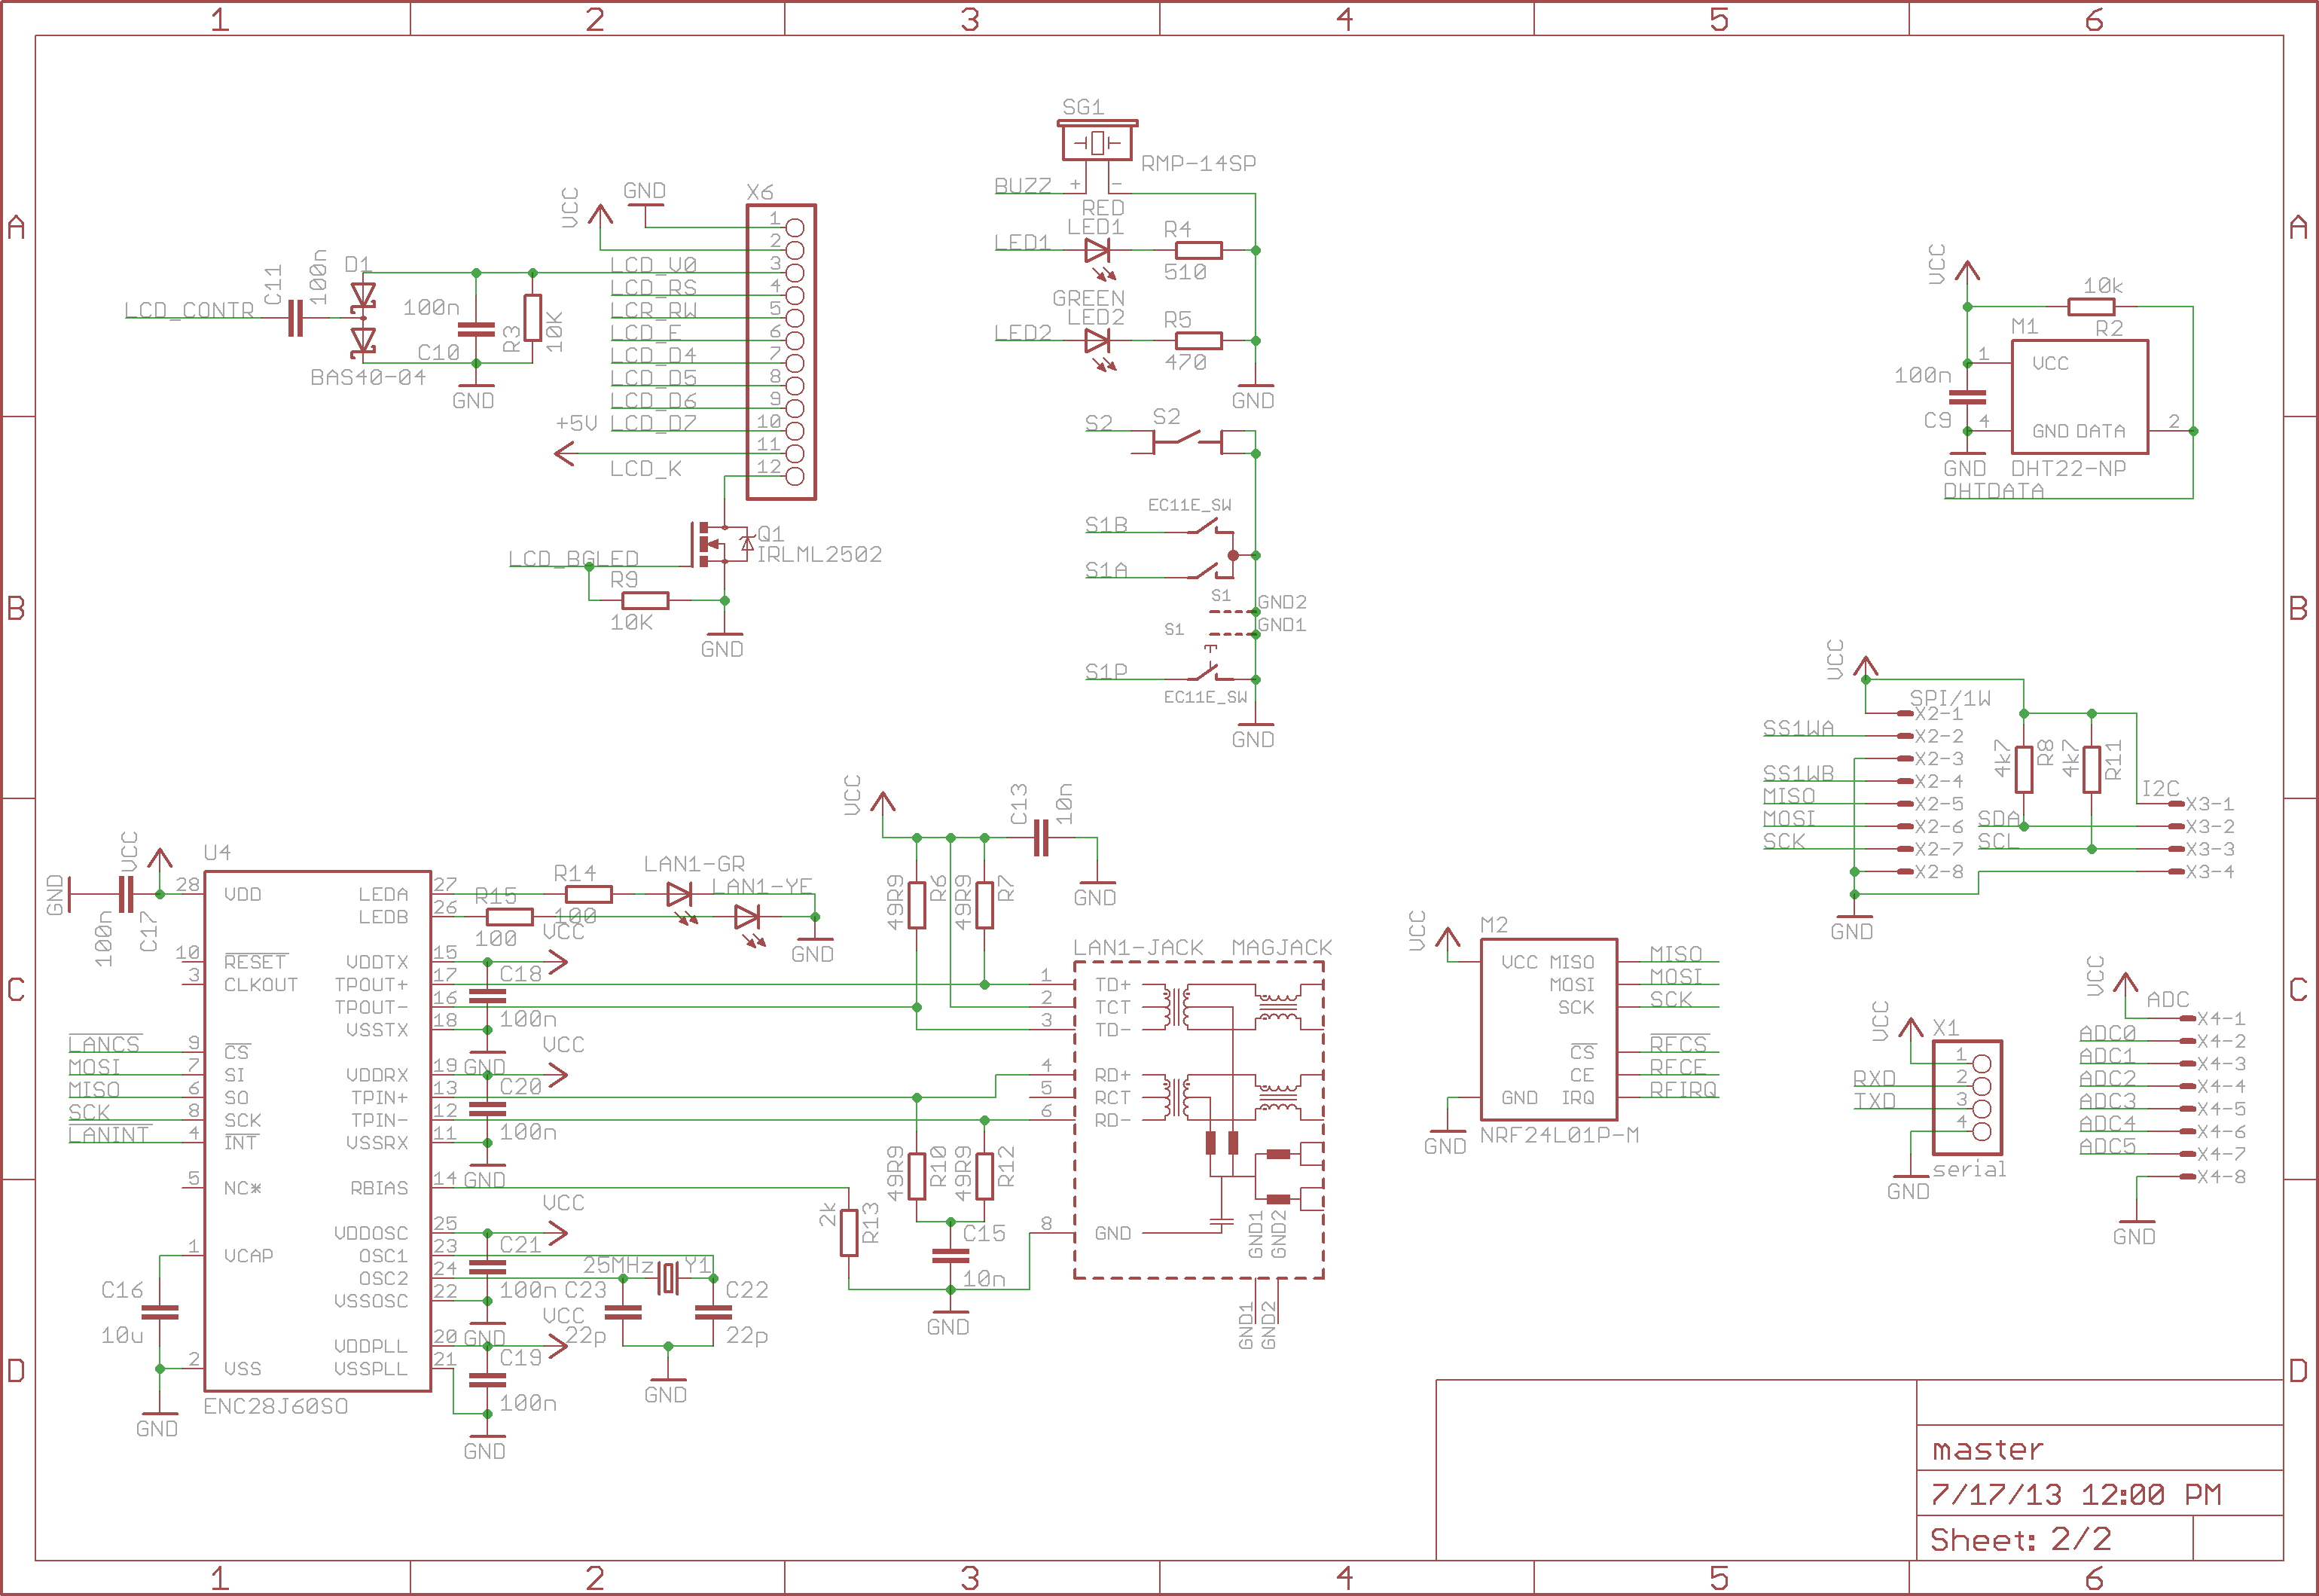 1 2 3 4 5 6
A
B
C
D
A
B
C
D
LCD_CONTR
C11
100n
D1
BAS40-04
100n
C10
R3
10K
GND
VCC
GND
X6
1
2
LCD_V0 3
LCD_RS 4
LCR_RW 5
LCD_E 6
LCD_D4 7
LCD_D5 8
LCD_D6 9
LCD_D7 10
+5V 11
LCD_K 12
Q1
IRLML2502
LCD_BGLED
R9
10K
GND
SG1
RMP-14SP
BUZZ + -
RED
LED1
LED1
R4
510
GREEN
LED2
LED2
R5
470
GND
S2
S2
EC11E_SW
S1B
S1A
S1
GND2
S1
GND1
S1P
EC11E_SW
GND
VCC
10k
R2
M1
1 VCC
100n
C9
4 GND DATA 2
GND
DHT22-NP
DHTDATA
VCC
SPI/1W
X2-1
SS1WA X2-2
X2-3
SS1WB X2-4
MISO X2-5
MOSI X2-6
SCK X2-7
X2-8
GND
4k7
R8
4k7
R11
I2C
X3-1
SDA X3-2
SCL X3-3
X3-4
GND
VCC
100n
C17
U4
28 VDD
10 RESET
3 CLKOUT
LANCS 9 CS
MOSI 7 SI
MISO 6 SO
SCK 8 SCK
LANINT 4 INT
5 NC*
1 VCAP
2 VSS
C16
10u
GND
ENC28J60SO
LEDA 27
LEDB 26
VDDTX 15
TPOUT+ 17
TPOUT- 16
VSSTX 18
VDDRX 19
TPIN+ 13
TPIN- 12
VSSRX 11
RBIAS 14
VDDOSC 25
OSC1 23
OSC2 24
VSSOSC 22
VDDPLL 20
VSSPLL 21
R14
100
R15
100
LAN1-GR
LAN1-YE
GND
VCC
C18
100n
GND
VCC
C20
100n
GND
VCC
C21
100n
GND
VCC
C19
100n
GND
25MHz Y1
C23
22p
C22
22p
GND
VCC
C13
10n
GND
49R9
R6
49R9
R7
49R9
R10
49R9
R12
2k
R13
C15
10n
GND
LAN1-JACK MAGJACK
1 TD+
2 TCT
3 TD-
4 RD+
5 RCT
6 RD-
8 GND
GND1
GND2
GND1
GND2
VCC
M2
VCC MISO MISO
MOSI MOSI
SCK SCK
CS RFCS
CE RFCE
GND IRQ RFIRQ
GND
NRF24L01P-M
VCC
X1
1
RXD 2
TXD 3
4
GND
serial
VCC
ADC
X4-1
ADC0 X4-2
ADC1 X4-3
ADC2 X4-4
ADC3 X4-5
ADC4 X4-6
ADC5 X4-7
X4-8
GND
master
7/17/13 12:00 PM
Sheet: 2/2
1 2 3 4 5 6